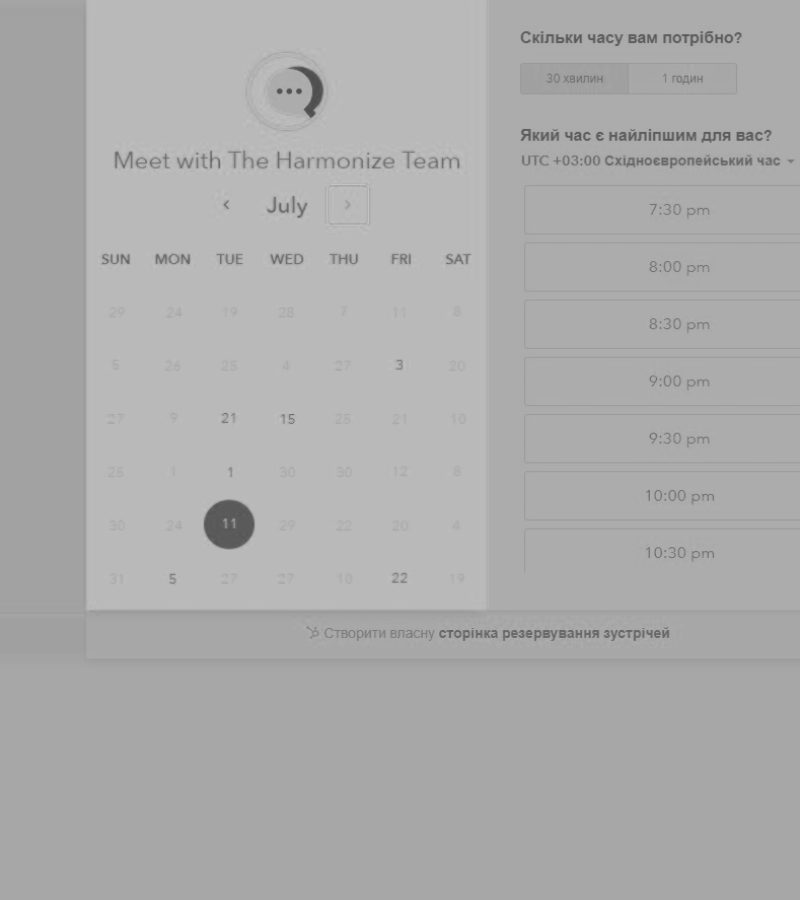 Meet with The Harmonize Team
July
SUN MON TUE WED THU FRI SAT
29 24 19 28 7 11 8
5 26 25 4 27 3 20
27 9 21 15 25 21 10
25 1 1 30 30 12 8
30 24 11 29 22 20 4
31 5 27 27 10 22 19
Скільки часу вам потрібно?
30 хвилин 1 годин
Який час є найліпшим для вас?
UTC +03:00 Східноєвропейський час
7:30 pm
8:00 pm
8:30 pm
9:00 pm
9:30 pm
10:00 pm
10:30 pm
Створити власну сторінка резервування зустрічей